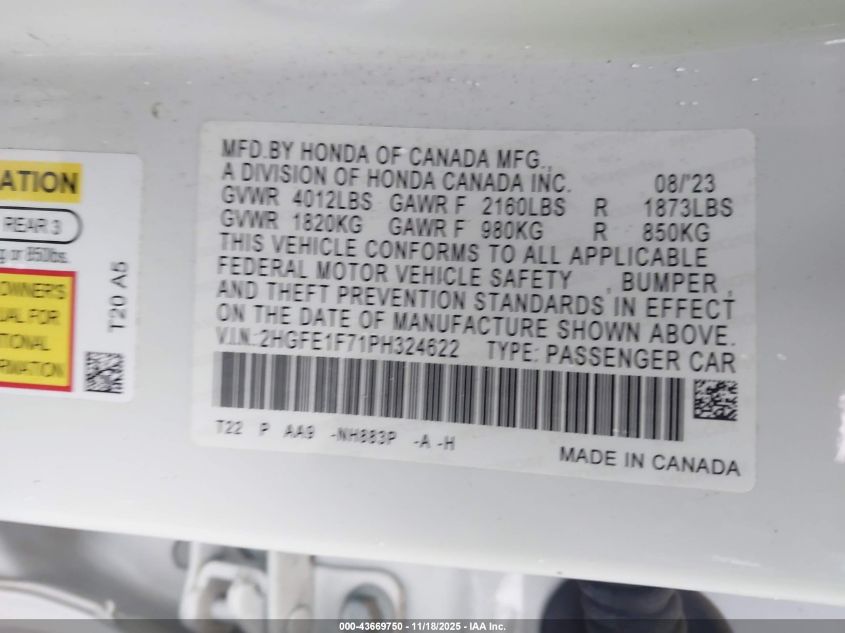 ATION
REAR 3
g or 850lbs.
OWNER'S
UAL FOR
TIONAL
ORMATION
T20 A5
MFD.BY HONDA OF CANADA MFG.,
A DIVISION OF HONDA CANADA INC. 08/'23
GVWR 4012LBS GAWR F 2160LBS R 1873LBS
GVWR 1820KG GAWR F 980KG R 850KG
THIS VEHICLE CONFORMS TO ALL APPLICABLE
FEDERAL MOTOR VEHICLE SAFETY , BUMPER ,
AND THEFT PREVENTION STANDARDS IN EFFECT
ON THE DATE OF MANUFACTURE SHOWN ABOVE.
V.I.N.:2HGFE1F71PH324622 TYPE: PASSENGER CAR
T22 P AA9 -NH883P -A -H
MADE IN CANADA
000-43669750 - 11/18/2025 - IAA Inc.